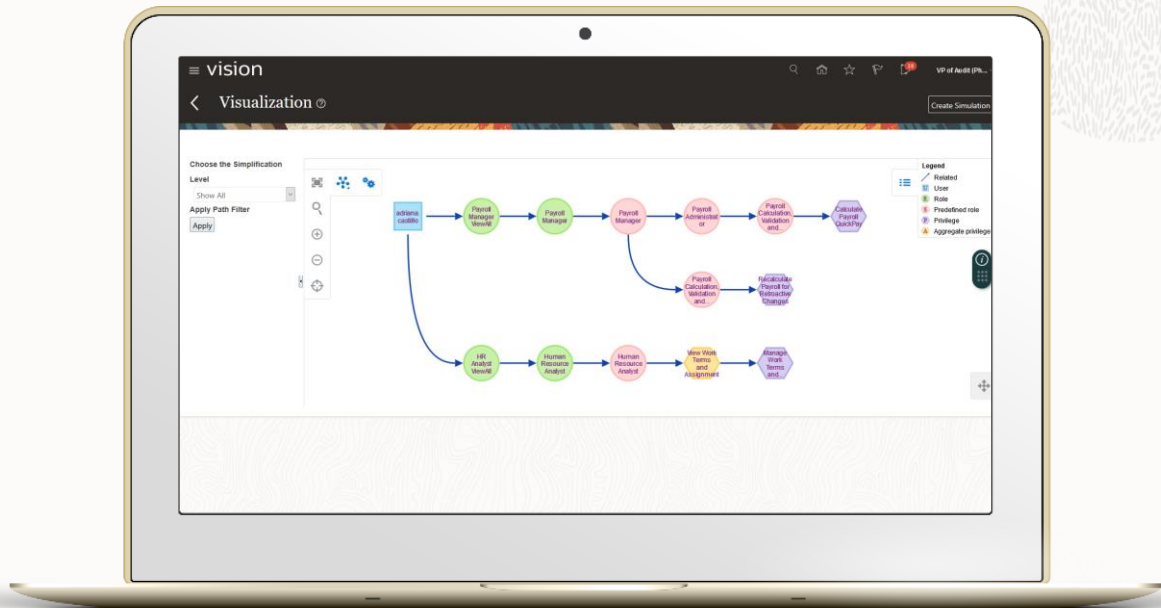 vision
16
VP of Audit (Ph...
Visualization
Create Simulation
Choose the Simplification
Level
Show All
Apply Path Filter
Apply
Legend
Related
U User
R Role
R Predefined role
P Privilege
A Aggregate privilege
adriana
castillo
Payroll
Manager
ViewAll
Payroll
Manager
Payroll
Manager
Payroll
Administrat
or
Payroll
Calculation,
Validation
and...
Calculate
Payroll
QuickPay
Payroll
Calculation,
Validation
and...
Recalculate
Payroll for
Retroactive
Changes
HR
Analyst
ViewAll
Human
Resource
Analyst
Human
Resource
Analyst
View Work
Terms
and
Assignment
Manage
Work
Terms
and...